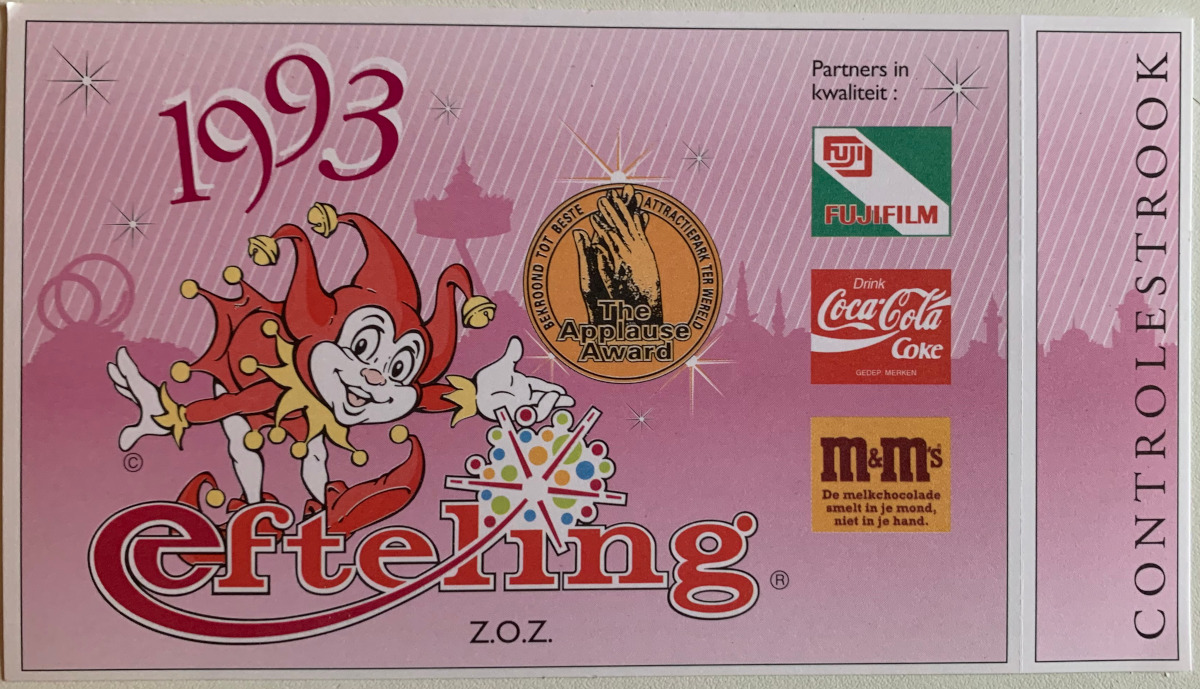 1993
Partners in
kwaliteit :
FUJI
FUJIFILM
BEKROOND TOT BESTE ATTRACTIEPARK TER WERELD
The
Applause
Award
Drink
Coca-Cola
Coke
GEDEP. MERKEN
m&m's
De melkchocolade
smelt in je mond,
niet in je hand.
©
efteling ®
Z.O.Z.
CONTROLESTROOK